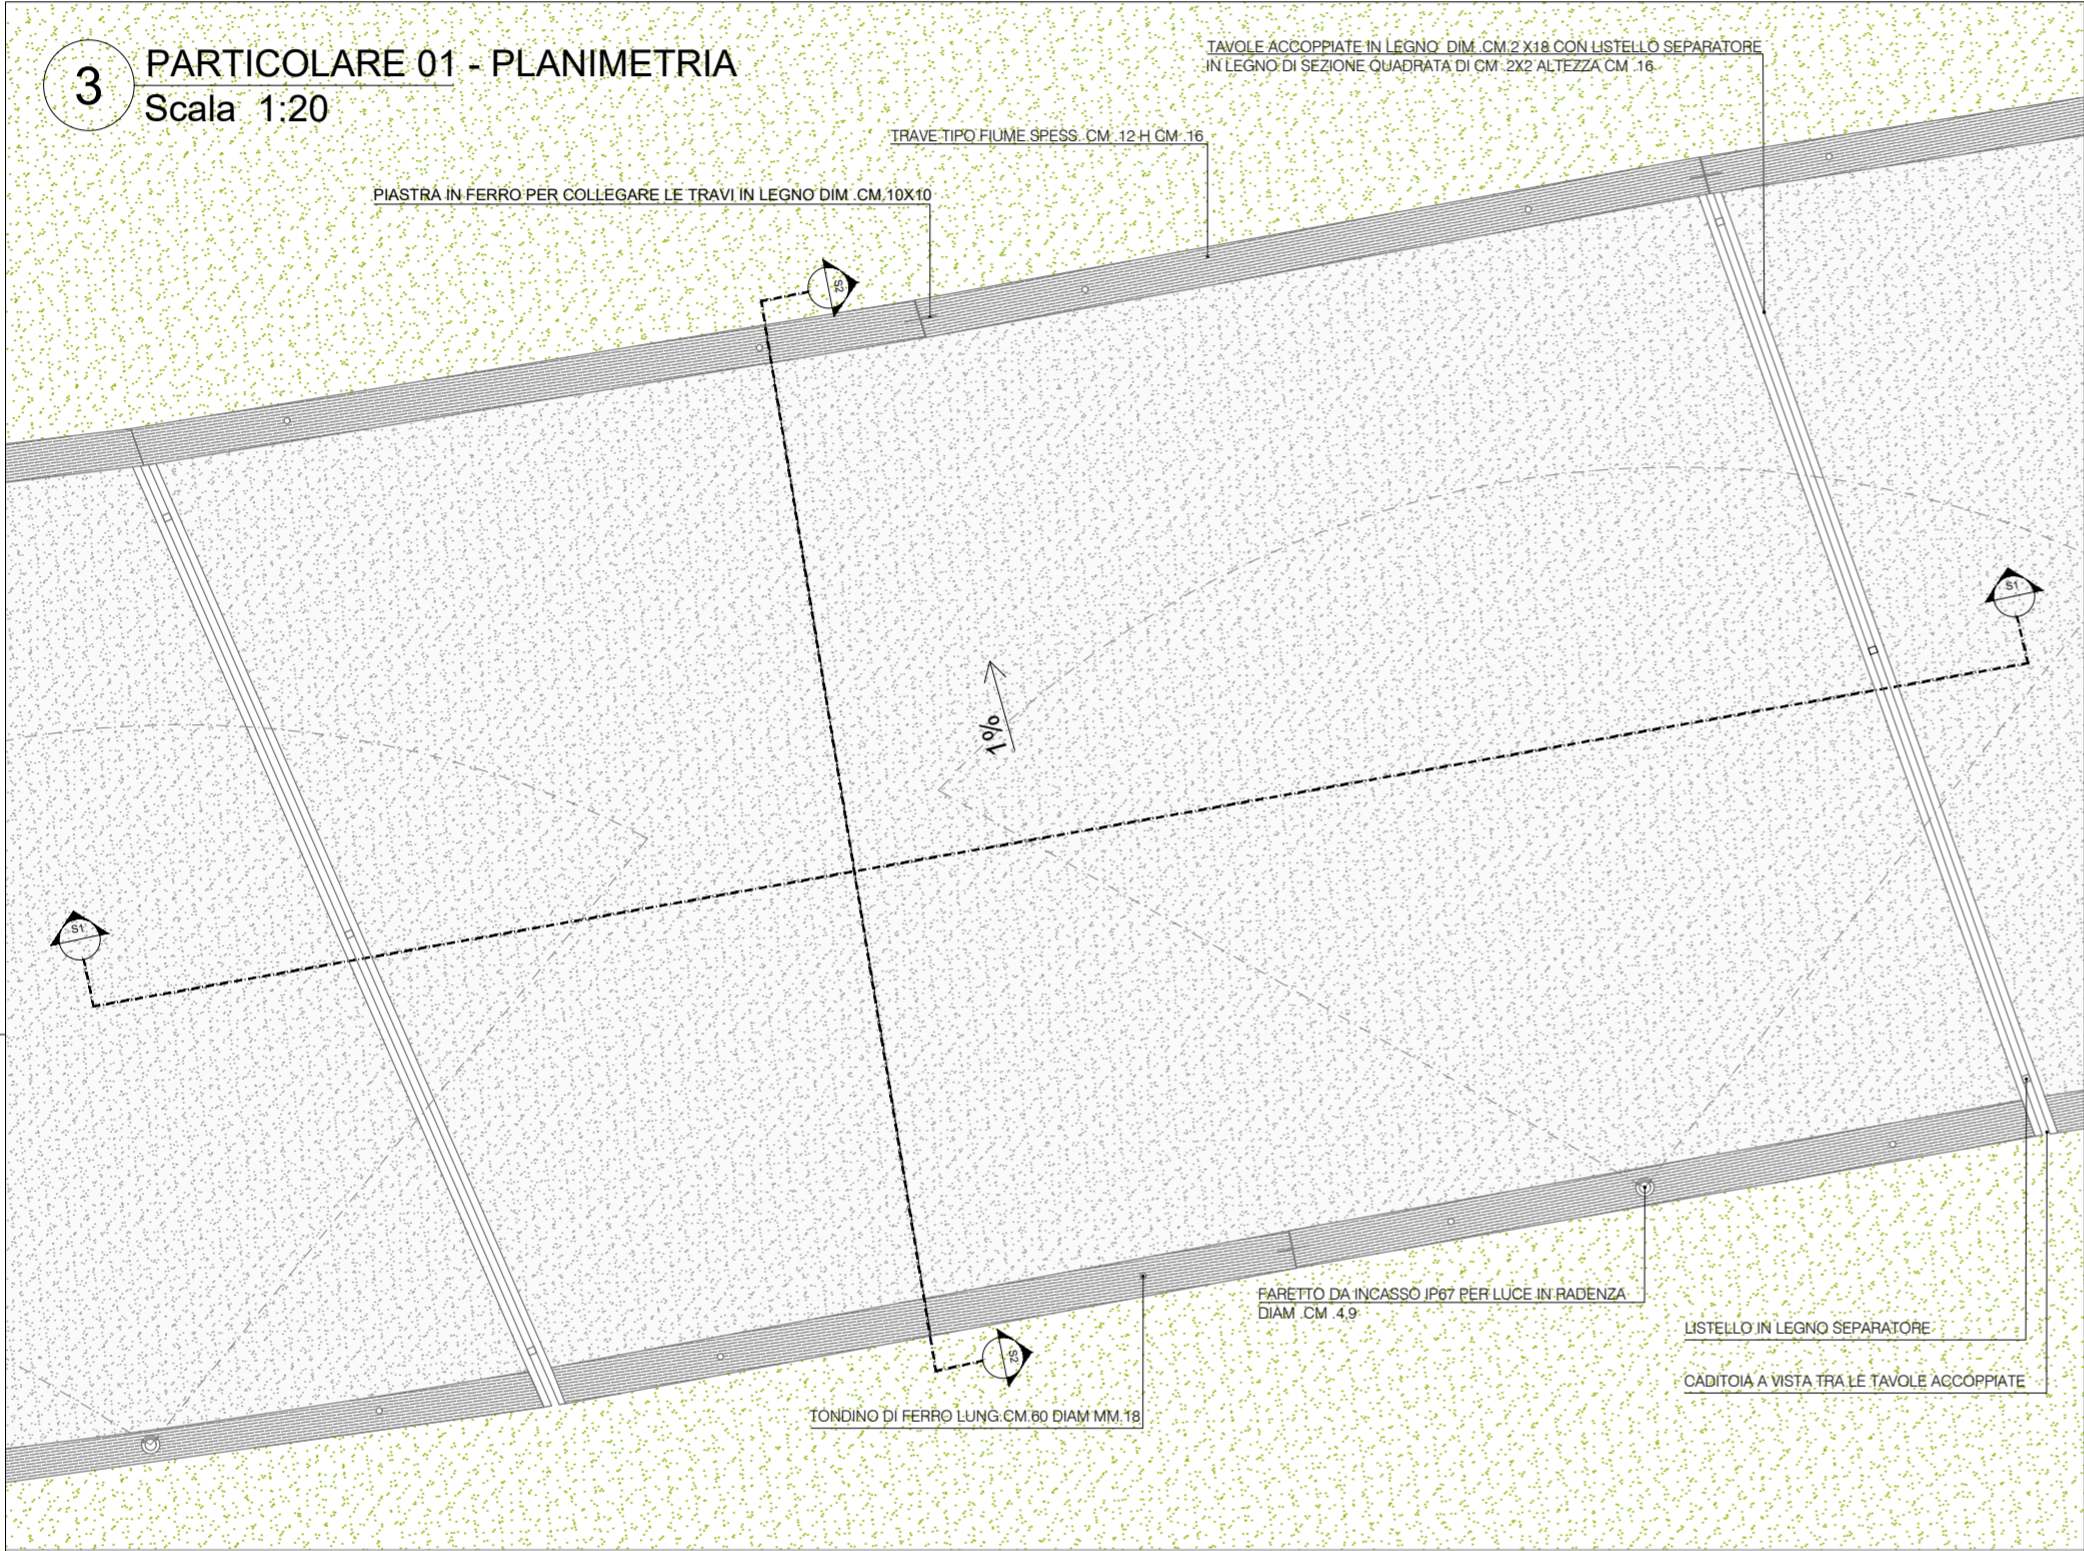 3
PARTICOLARE 01 - PLANIMETRIA
Scala 1:20
TAVOLE ACCOPPIATE IN LEGNO DIM .CM.2 X18 CON LISTELLO SEPARATORE
IN LEGNO DI SEZIONE QUADRATA DI CM .2X2 ALTEZZA CM .16
TRAVE TIPO FIUME SPESS. CM .12 H CM .16
PIASTRA IN FERRO PER COLLEGARE LE TRAVI IN LEGNO DIM .CM.10X10
S2
S1
1%
S1
FARETTO DA INCASSO IP67 PER LUCE IN RADENZA
DIAM .CM .4,9
LISTELLO IN LEGNO SEPARATORE
S2
CADITOIA A VISTA TRA LE TAVOLE ACCOPPIATE
TONDINO DI FERRO LUNG.CM.60 DIAM MM.18